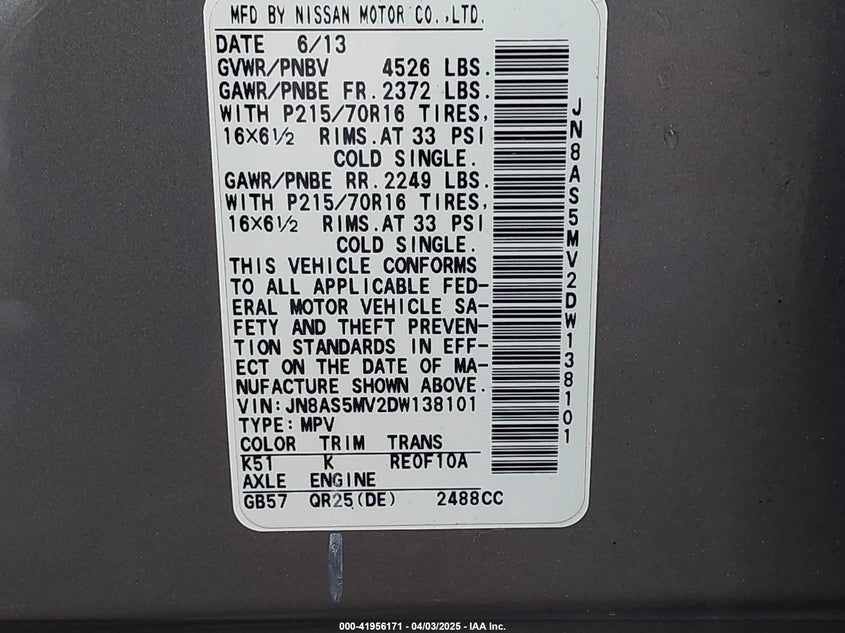 MFD BY NISSAN MOTOR CO.,LTD.
DATE 6/13
GVWR/PNBV 4526 LBS.
GAWR/PNBE FR.2372 LBS.
WITH P215/70R16 TIRES,
16×6½ RIMS.AT 33 PSI
COLD SINGLE.
GAWR/PNBE RR.2249 LBS.
WITH P215/70R16 TIRES,
16×6½ RIMS.AT 33 PSI
COLD SINGLE.
THIS VEHICLE CONFORMS
TO ALL APPLICABLE FED-
ERAL MOTOR VEHICLE SA-
FETY AND THEFT PREVEN-
TION STANDARDS IN EFF-
ECT ON THE DATE OF MA-
NUFACTURE SHOWN ABOVE.
VIN:JN8AS5MV2DW138101
TYPE:MPV
COLOR TRIM TRANS
K51 K RE0F10A
AXLE ENGINE
GB57 QR25(DE) 2488CC
JN8AS5MV2DW138101
000-41956171 - 04/03/2025 - IAA Inc.